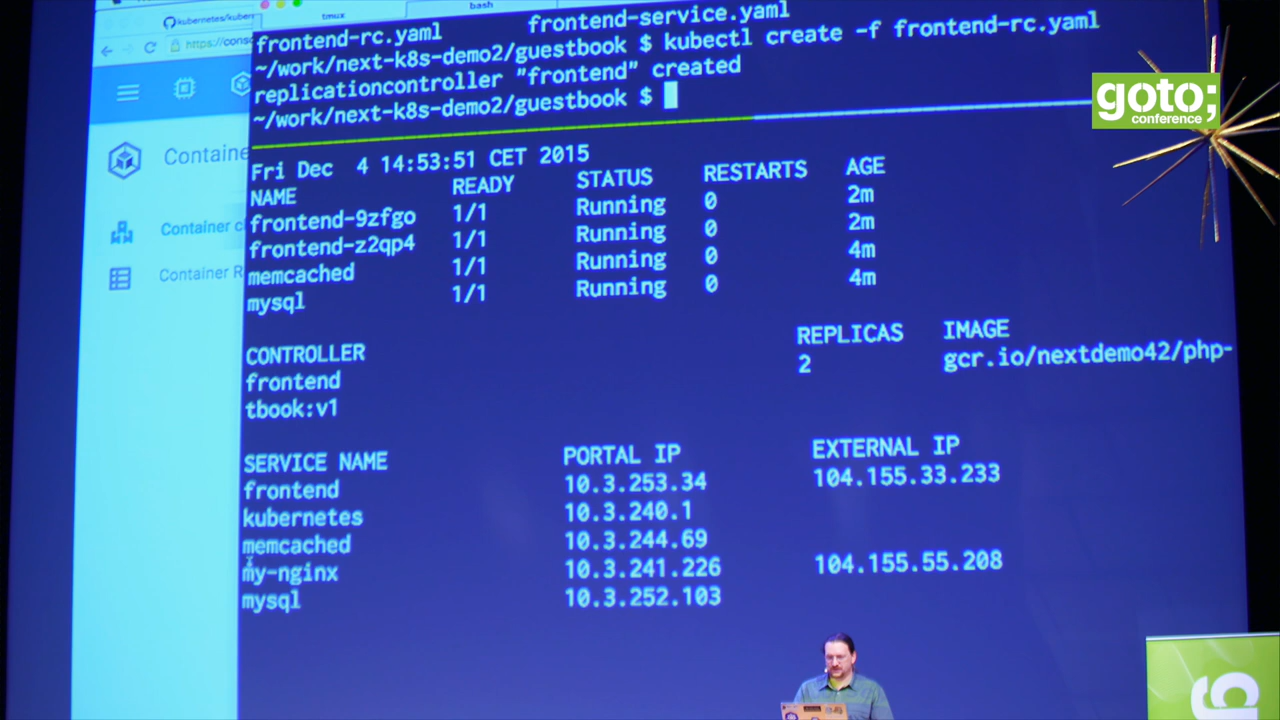 tmux
bash
https://cons
frontend-rc.yaml frontend-service.yaml
~/work/next-k8s-demo2/guestbook $ kubectl create -f frontend-rc.yaml
replicationcontroller "frontend" created
~/work/next-k8s-demo2/guestbook $
goto;
conference
Containe
Container c
Container R
Fri Dec 4 14:53:51 CET 2015
NAME READY STATUS RESTARTS AGE
frontend-9zfgo 1/1 Running 0 2m
frontend-z2qp4 1/1 Running 0 2m
memcached 1/1 Running 0 4m
mysql 1/1 Running 0 4m
CONTROLLER REPLICAS IMAGE
frontend 2 gcr.io/nextdemo42/php-
tbook:v1
SERVICE NAME PORTAL IP EXTERNAL IP
frontend 10.3.253.34 104.155.33.233
kubernetes 10.3.240.1
memcached 10.3.244.69
my-nginx 10.3.241.226 104.155.55.208
mysql 10.3.252.103